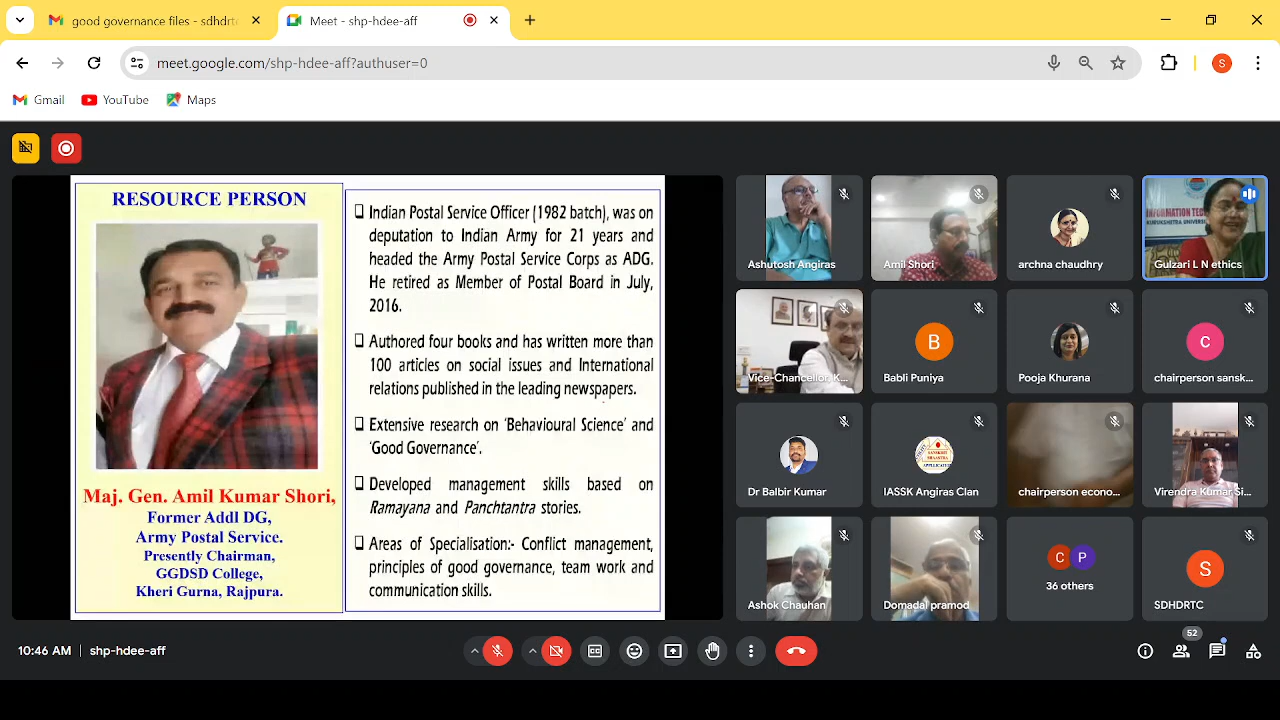 good governance files - sdhdrt
Meet - shp-hdee-aff
meet.google.com/shp-hdee-aff?authuser=0
S
Gmail
YouTube
Maps
RESOURCE PERSON
Maj. Gen. Amil Kumar Shori,
Former Addl DG,
Army Postal Service.
Presently Chairman,
GGDSD College,
Kheri Gurna, Rajpura.
Indian Postal Service Officer (1982 batch), was on
deputation to Indian Army for 21 years and
headed the Army Postal Service Corps as ADG.
He retired as Member of Postal Board in July,
2016.
Authored four books and has written more than
100 articles on social issues and International
relations published in the leading newspapers.
Extensive research on ‘Behavioural Science’ and
‘Good Governance’.
Developed management skills based on
Ramayana and Panchtantra stories.
Areas of Specialisation:- Conflict management,
principles of good governance, team work and
communication skills.
Ashutosh Angiras
Amil Shori
archna chaudhry
INFORMATION TEC
KURUKSHETRA UNIVERS
Gulzari L N ethics
Vice-Chancellor, K...
B
Babli Puniya
Pooja Khurana
c
chairperson sansk...
Dr Balbir Kumar
SANSKRIT
SHAASTRA
APPLICATION
IASSK Angiras Clan
chairperson econo...
Virendra Kumar Si...
Ashok Chauhan
Domadal pramod
C P
36 others
S
SDHDRTC
10:46 AM | shp-hdee-aff
52